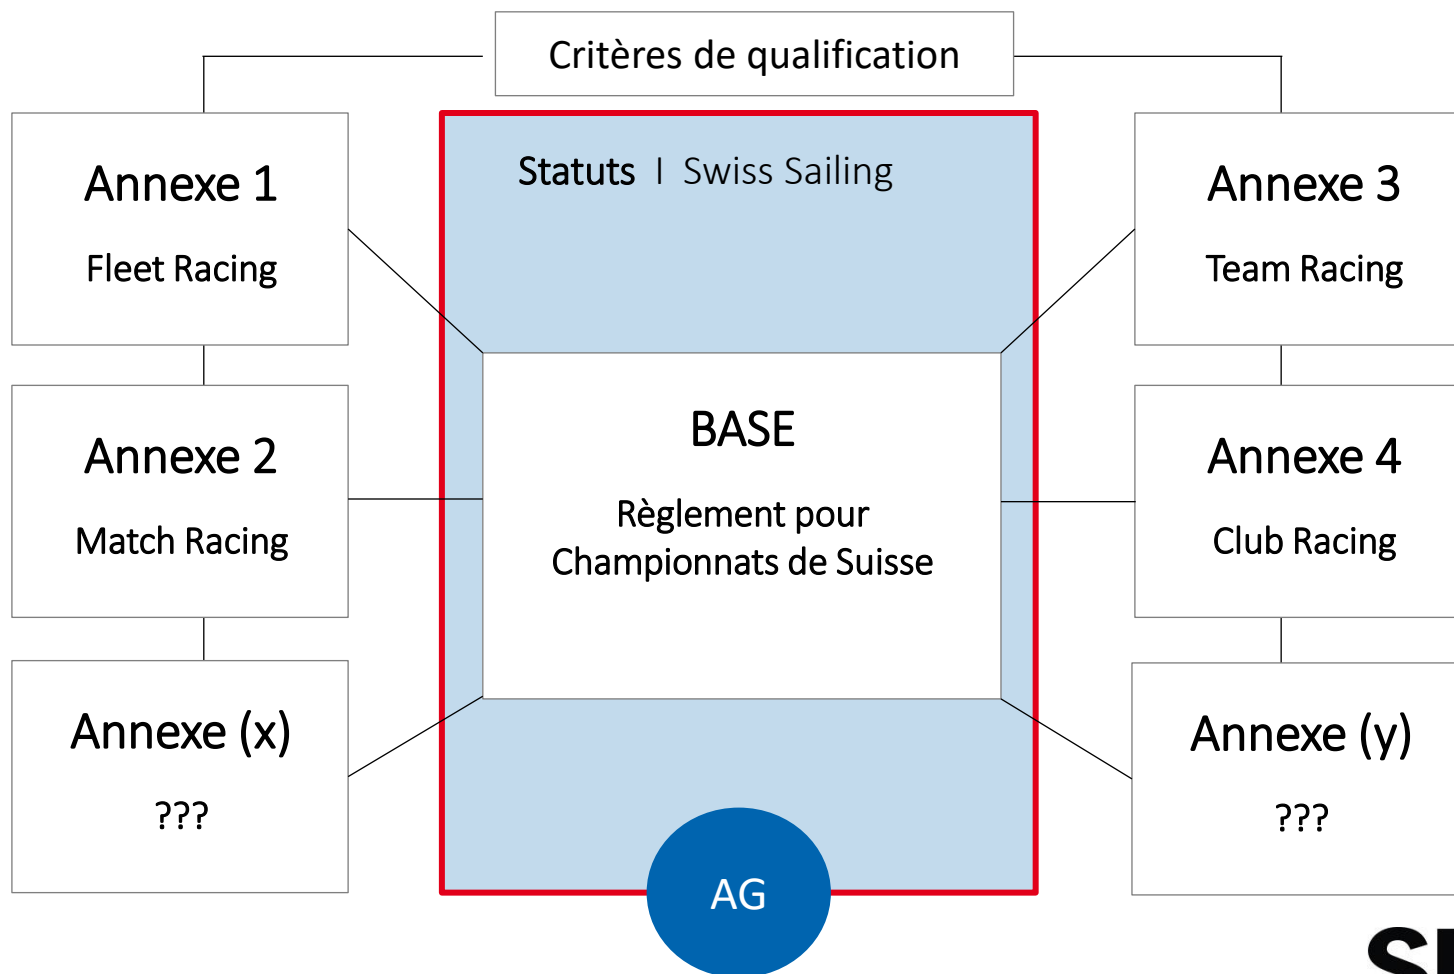 Critères de qualification
Statuts I Swiss Sailing
Annexe 1
Fleet Racing
Annexe 2
Match Racing
Annexe (x)
???
BASE
Règlement pour
Championnats de Suisse
AG
Annexe 3
Team Racing
Annexe 4
Club Racing
Annexe (y)
???